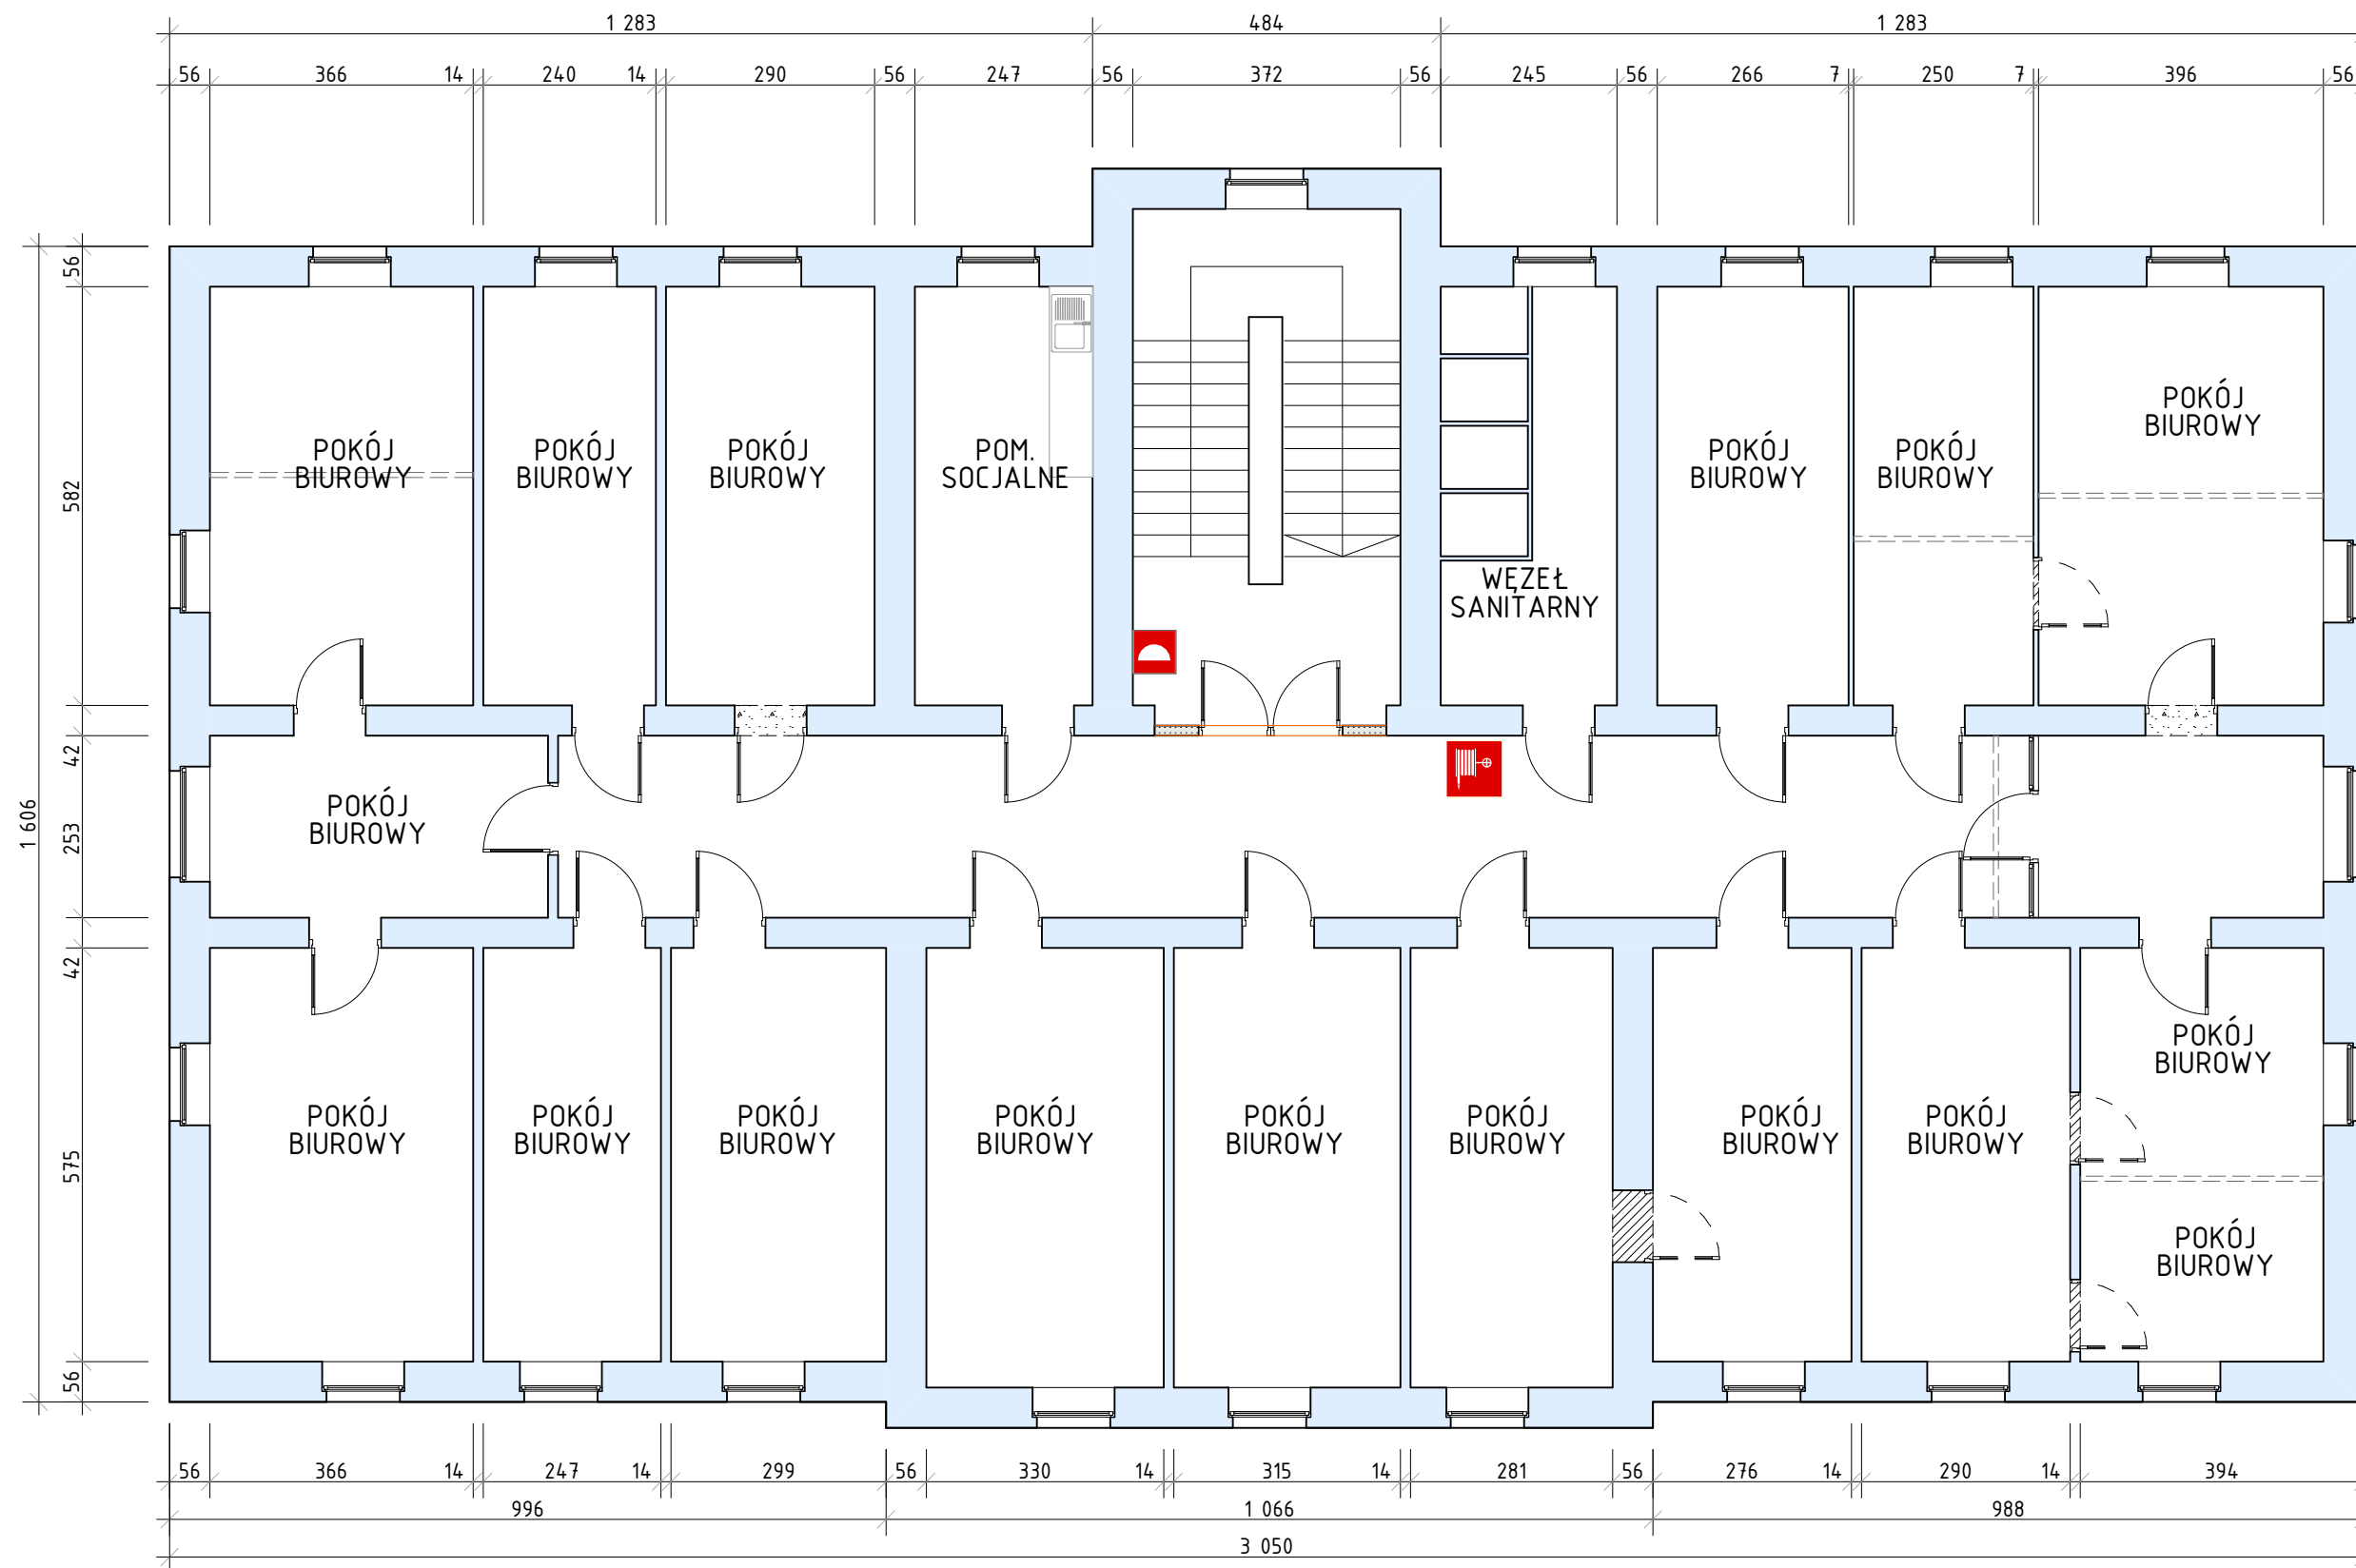 1 283 484 1 283
56 366 14 240 14 290 56 247 56 372 56 245 56 266 7 250 7 396 56
56
582
42
253
42
575
56
1 606
POKÓJ
BIUROWY
POKÓJ
BIUROWY
POKÓJ
BIUROWY
POM.
SOCJALNE
WĘZEŁ
SANITARNY
POKÓJ
BIUROWY
POKÓJ
BIUROWY
POKÓJ
BIUROWY
POKÓJ
BIUROWY
POKÓJ
BIUROWY
POKÓJ
BIUROWY
POKÓJ
BIUROWY
POKÓJ
BIUROWY
POKÓJ
BIUROWY
POKÓJ
BIUROWY
POKÓJ
BIUROWY
POKÓJ
BIUROWY
POKÓJ
BIUROWY
POKÓJ
BIUROWY
56 366 14 247 14 299 56 330 14 315 14 281 56 276 14 290 14 394
996 1 066 988
3 050